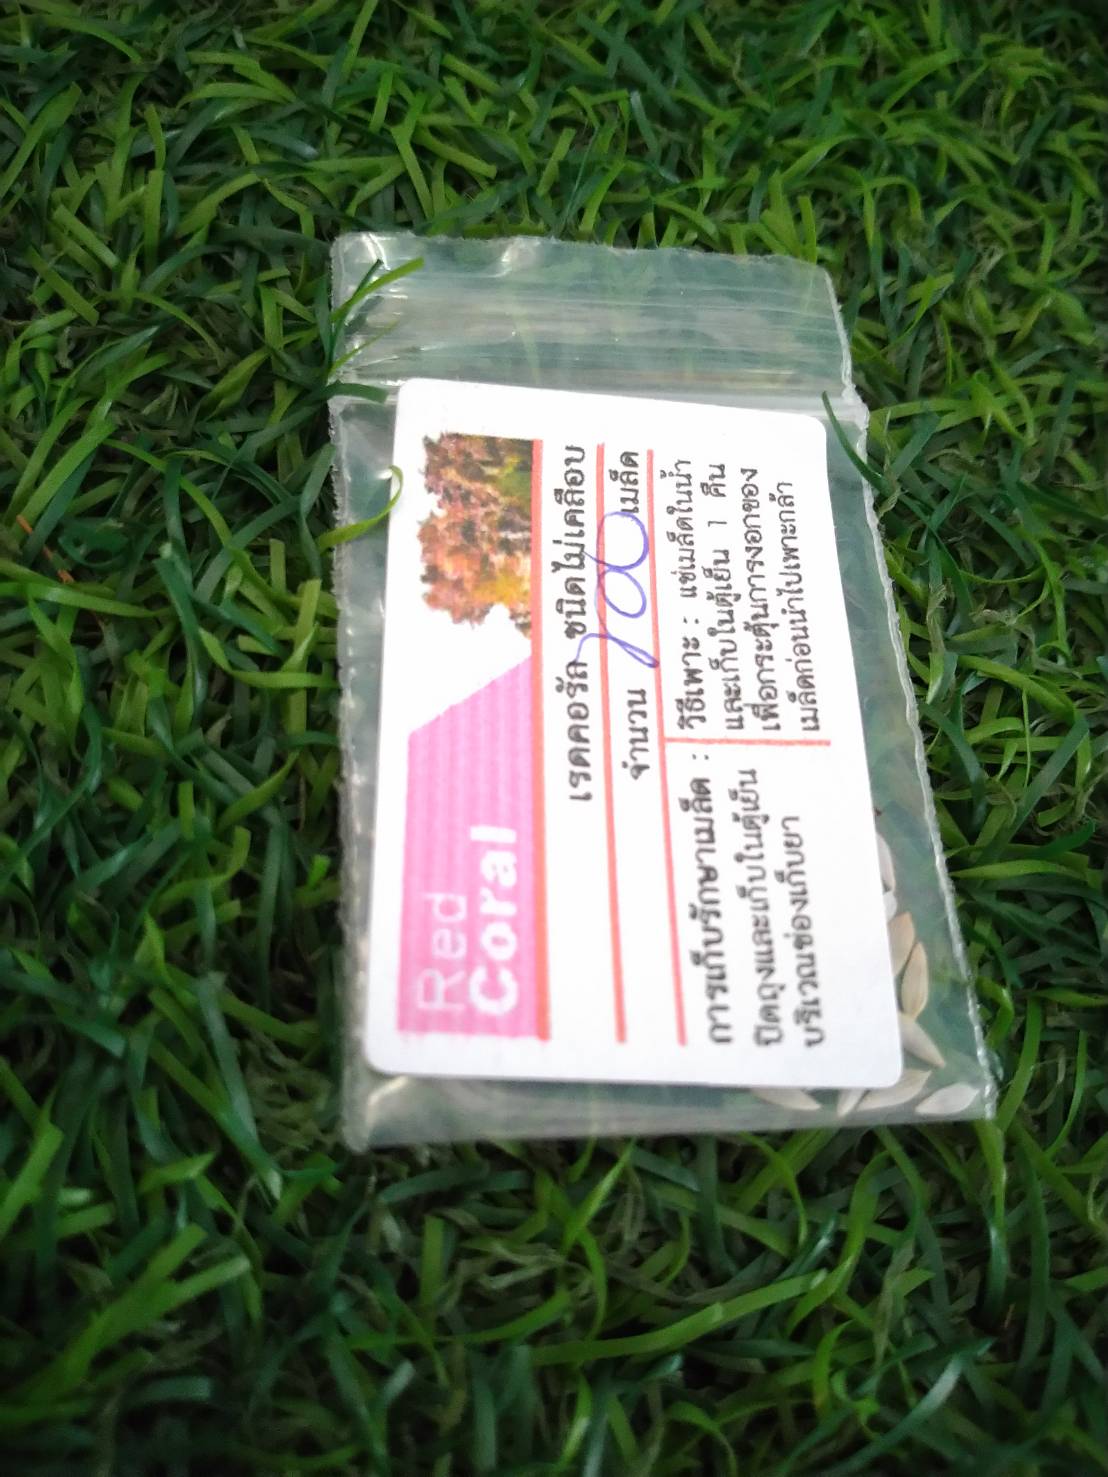 Red
Coral
เรดคอรัล ชนิดไม่เคลือบ
จำนวน 100 เมล็ด
การเก็บรักษาเมล็ด :
ปิดถุงและเก็บในตู้เย็น
บริเวณช่องเก็บยา
วิธีเพาะ : แช่เมล็ดในน้ำ
และเก็บในตู้เย็น 1 คืน
เพื่อกระตุ้นการงอกของ
เมล็ดก่อนนำไปเพาะกล้า